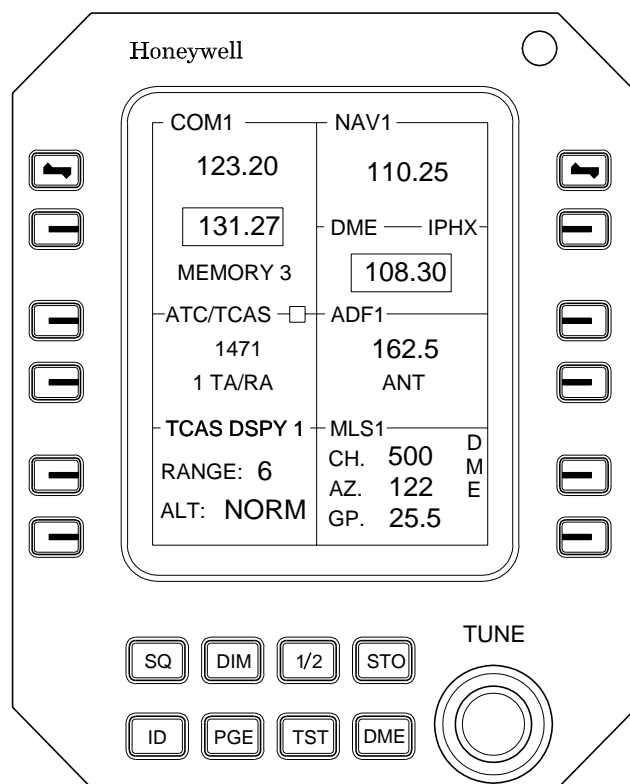 Honeywell
COM1
123.20
131.27
MEMORY 3
NAV1
110.25
DME IPHX
108.30
ATC/TCAS
1471
1 TA/RA
ADF1
162.5
ANT
TCAS DSPY 1
RANGE: 6
ALT: NORM
MLS1
CH. 500
AZ. 122
GP. 25.5
DME
TUNE
SQ DIM 1/2 STO
ID PGE TST DME